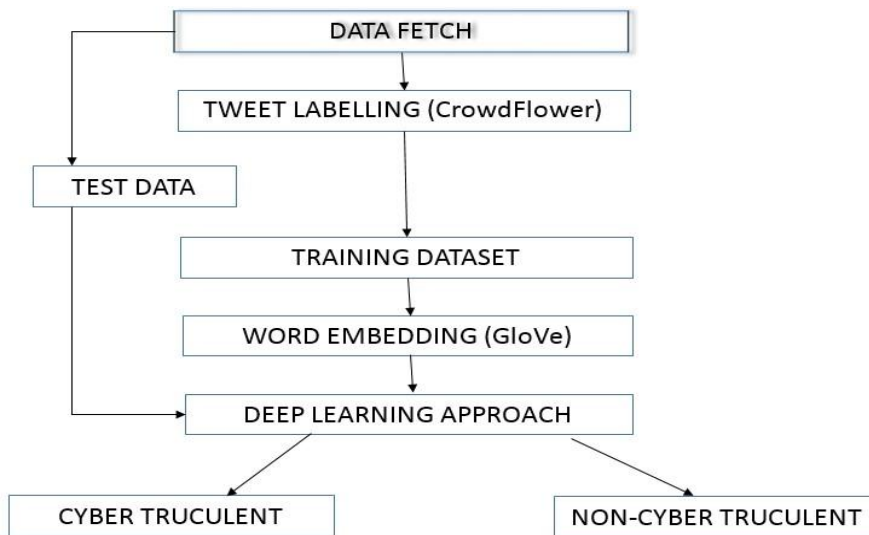 DATA FETCH
TWEET LABELLING (CrowdFlower)
TEST DATA
TRAINING DATASET
WORD EMBEDDING (GloVe)
DEEP LEARNING APPROACH
CYBER TRUCULENT
NON-CYBER TRUCULENT